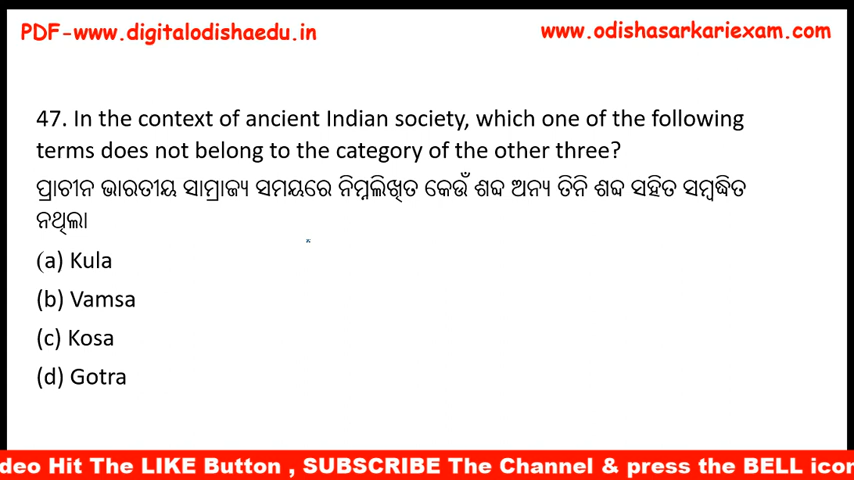 PDF-www.digitalodishaedu.in
www.odishasarkariexam.com
47. In the context of ancient Indian society, which one of the following
terms does not belong to the category of the other three?
ପ୍ରାଚୀନ ଭାରତୀୟ ସାମ୍ରାଜ୍ୟ ସମୟରେ ନିମ୍ନଲିଖିତ କେଉଁ ଶବ୍ଦ ଅନ୍ୟ ତିନି ଶବ୍ଦ ସହିତ ସମ୍ବଦ୍ଧିତ
ନଥିଲା
(a) Kula
(b) Vamsa
(c) Kosa
(d) Gotra
deo Hit The LIKE Button , SUBSCRIBE The Channel & press the BELL icon